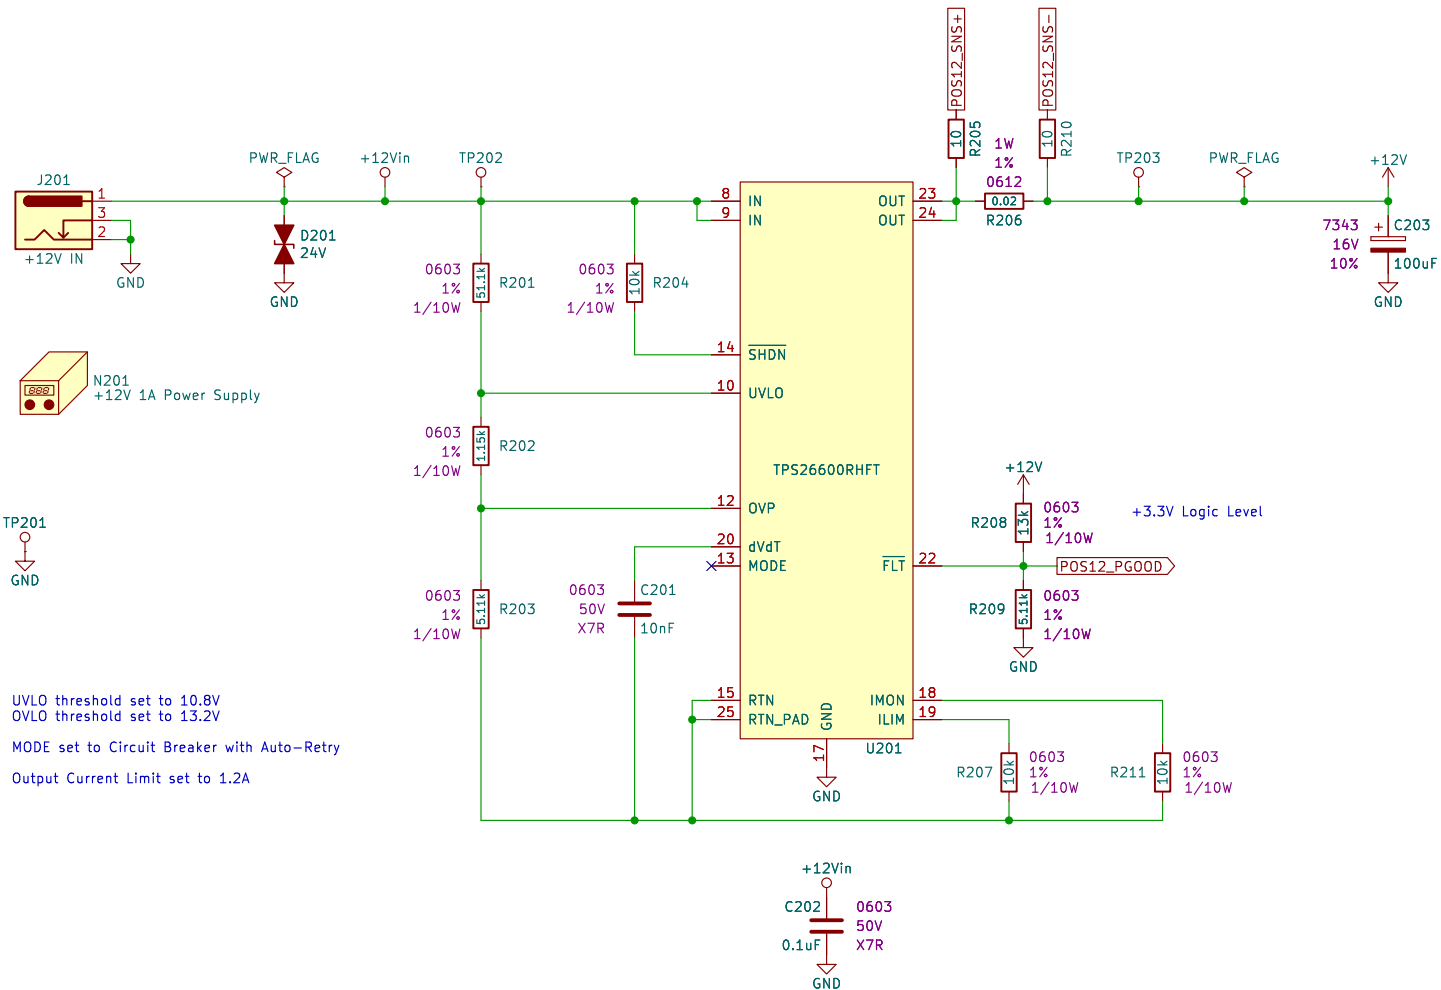 POS12_SNS+
POS12_SNS-
10
R205
10
R210
1W
1%
0612
0.02
R206
J201
1
3
2
+12V IN
GND
PWR_FLAG
+12Vin
TP202
D201
24V
GND
TP203
PWR_FLAG
+12V
7343
16V
10%
+
C203
100uF
GND
0603
1%
1/10W
51.1k
R201
0603
1%
1/10W
10k
R204
8 IN
9 IN
14 SHDN
10 UVLO
12 OVP
20 dVdT
13 MODE
15 RTN
25 RTN_PAD
OUT 23
OUT 24
TPS26600RHFT
FLT 22
IMON 18
ILIM 19
GND
17
U201
GND
888
N201
+12V 1A Power Supply
0603
1%
1/10W
1.15k
R202
TP201
GND
0603
1%
1/10W
5.11k
R203
0603
50V
X7R
C201
10nF
+12V
R208
13k
0603
1%
1/10W
+3.3V Logic Level
POS12_PGOOD
R209
5.11k
0603
1%
1/10W
GND
UVLO threshold set to 10.8V
OVLO threshold set to 13.2V
MODE set to Circuit Breaker with Auto-Retry
Output Current Limit set to 1.2A
R207
10k
0603
1%
1/10W
R211
10k
0603
1%
1/10W
+12Vin
C202
0.1uF
0603
50V
X7R
GND